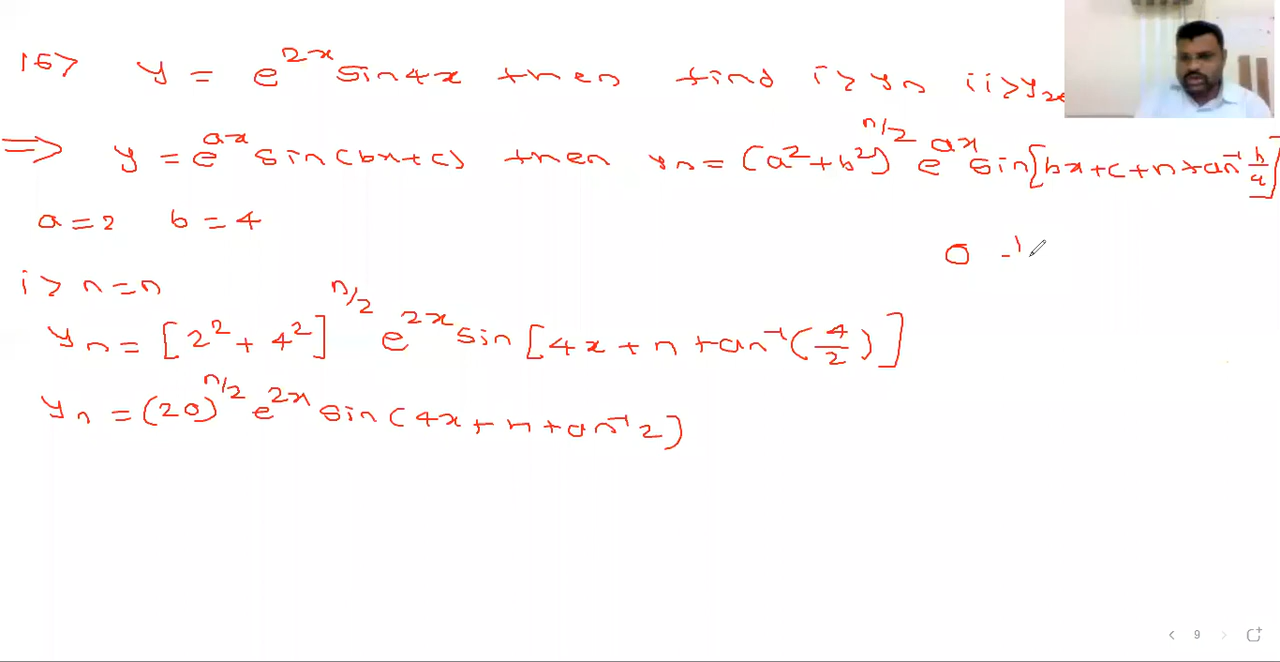 16> y = e^{2x} sin4x then find i> yn ii> y
=> y = e^{ax} sin(bx+c) then yn = (a²+b²)^{n/2} e^{ax} sin[bx+c+n tan⁻¹ b/a]
a = 2 b = 4
0 -1
i> n = n
yn = [2²+4²]^{n/2} e^{2x} sin[4x + n tan⁻¹(4/2)]
yn = (20)^{n/2} e^{2x} sin(4x + n tan⁻¹ 2)
9